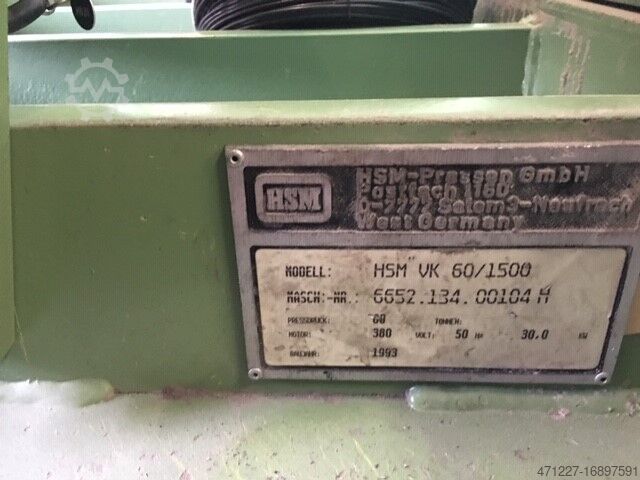 HSM
HSM-Pressen GmbH
Postfach 1160
D-7777 Salem 3-Neufrach
West Germany
MODELL: HSM VK 60/1500
MASCH.-NR.: 6652.134.00104 H
PRESSDRUCK: 60 TONNEN:
MOTOR: 380 VOLT: 50 Hz 30.0 KW
BAUJAHR: 1993
471227-16897591